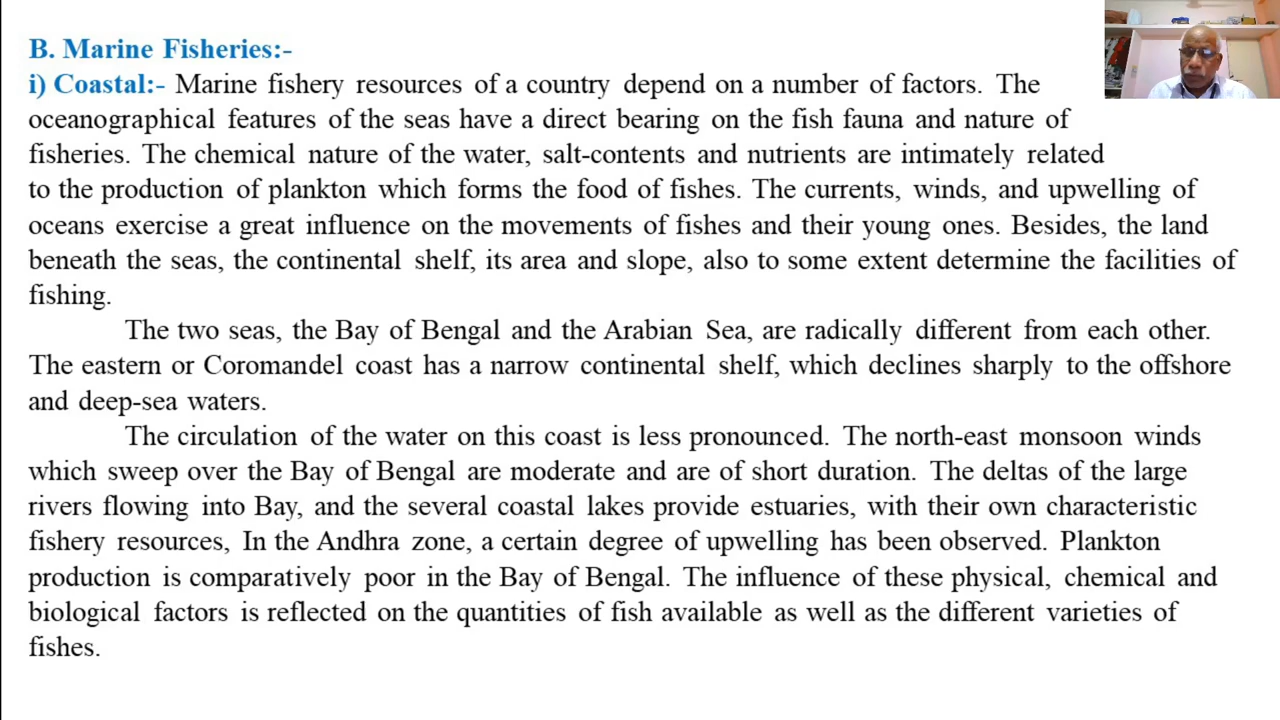 B. Marine Fisheries:-
i) Coastal:- Marine fishery resources of a country depend on a number of factors. The
oceanographical features of the seas have a direct bearing on the fish fauna and nature of
fisheries. The chemical nature of the water, salt-contents and nutrients are intimately related
to the production of plankton which forms the food of fishes. The currents, winds, and upwelling of
oceans exercise a great influence on the movements of fishes and their young ones. Besides, the land
beneath the seas, the continental shelf, its area and slope, also to some extent determine the facilities of
fishing.
The two seas, the Bay of Bengal and the Arabian Sea, are radically different from each other.
The eastern or Coromandel coast has a narrow continental shelf, which declines sharply to the offshore
and deep-sea waters.
The circulation of the water on this coast is less pronounced. The north-east monsoon winds
which sweep over the Bay of Bengal are moderate and are of short duration. The deltas of the large
rivers flowing into Bay, and the several coastal lakes provide estuaries, with their own characteristic
fishery resources, In the Andhra zone, a certain degree of upwelling has been observed. Plankton
production is comparatively poor in the Bay of Bengal. The influence of these physical, chemical and
biological factors is reflected on the quantities of fish available as well as the different varieties of
fishes.